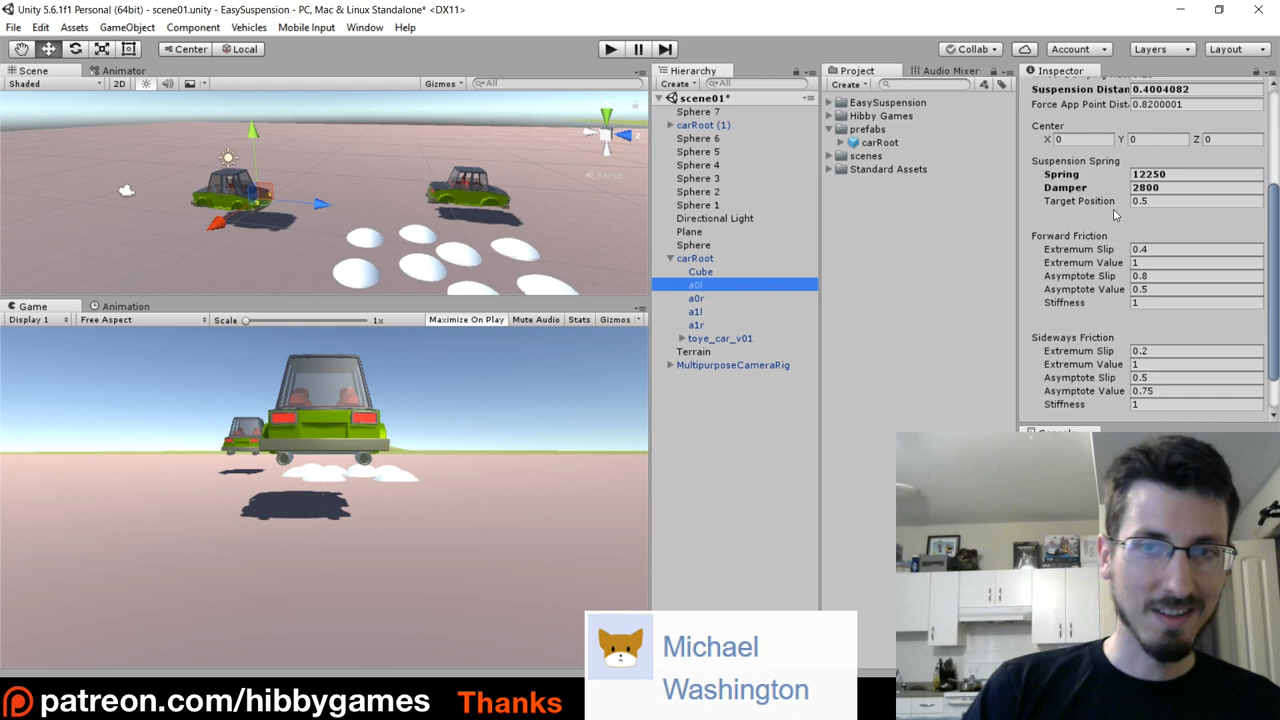 Unity 5.6.1f1 Personal (64bit) - scene01.unity - EasySuspension - PC, Mac & Linux Standalone* <DX11>
File Edit Assets GameObject Component Vehicles Mobile Input Window Help
Center Local Collab Account Layers Layout
Scene Animator
Shaded 2D Gizmos All
z
Persp
Game Animation
Display 1 Free Aspect Scale 1x Maximize On Play Mute Audio Stats Gizmos
Hierarchy
Create All
scene01*
Sphere 7
carRoot (1)
Sphere 6
Sphere 5
Sphere 4
Sphere 3
Sphere 2
Sphere 1
Directional Light
Plane
Sphere
carRoot
Cube
a0l
a0r
a1l
a1r
toye_car_v01
Terrain
MultipurposeCameraRig
Project Audio Mixer
Create
EasySuspension
Hibby Games
prefabs
carRoot
scenes
Standard Assets
Inspector
Suspension Distan 0.4004082
Force App Point Dist 0.8200001
Center
X 0 Y 0 Z 0
Suspension Spring
Spring 12250
Damper 2800
Target Position 0.5
Forward Friction
Extremum Slip 0.4
Extremum Value 1
Asymptote Slip 0.8
Asymptote Value 0.5
Stiffness 1
Sideways Friction
Extremum Slip 0.2
Extremum Value 1
Asymptote Slip 0.5
Asymptote Value 0.75
Stiffness 1
Michael
Washington
patreon.com/hibbygames Thanks